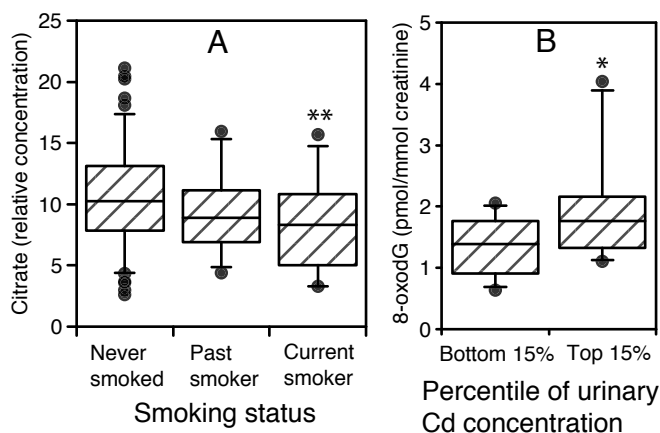 A
25
20
15
10
5
0
Citrate (relative concentration)
**
Never smoked
Past smoker
Current smoker
Smoking status
B
5
4
3
2
1
0
8-oxodG (pmol/mmol creatinine)
*
Bottom 15%
Top 15%
Percentile of urinary
Cd concentration